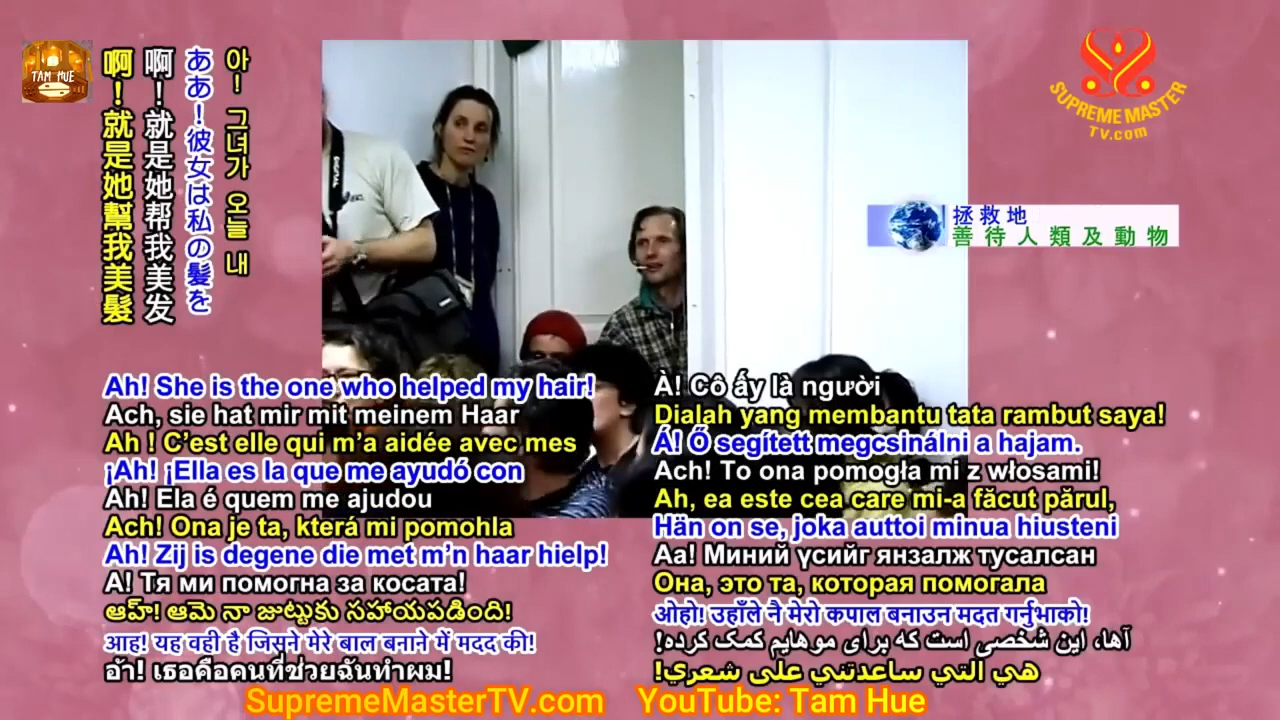 TAM HUE
啊！就是她幫我美髮
啊！就是她帮我美发
ああ！彼女は私の髪を
아! 그녀가 오늘 내
SUPREME MASTER
TV.com
DIGITAL
拯救地
善待人類及動物
Ah! She is the one who helped my hair!
Ach, sie hat mir mit meinem Haar
Ah ! C’est elle qui m’a aidée avec mes
¡Ah! ¡Ella es la que me ayudó con
Ah! Ela é quem me ajudou
Ach! Ona je ta, která mi pomohla
Ah! Zij is degene die met m’n haar hielp!
А! Тя ми помогна за косата!
ఆహ్! ఆమె నా జుట్టుకు సహాయపడింది!
आह! यह वही है जिसने मेरे बाल बनाने में मदद की!
อ้า! เธอคือคนที่ช่วยฉันทำผม!
À! Cô ấy là người
Dialah yang membantu tata rambut saya!
Á! Ő segített megcsinálni a hajam.
Ach! To ona pomogła mi z włosami!
Ah, ea este cea care mi-a făcut părul,
Hän on se, joka auttoi minua hiusteni
Аа! Миний үсийг янзалж тусалсан
Она, это та, которая помогала
ओहो! उहाँले नै मेरो कपाल बनाउन मदत गर्नुभाको!
آها، این شخصی است که برای موهایم کمک کرده!
هي التي ساعدتني على شعري!
SupremeMasterTV.com YouTube: Tam Hue